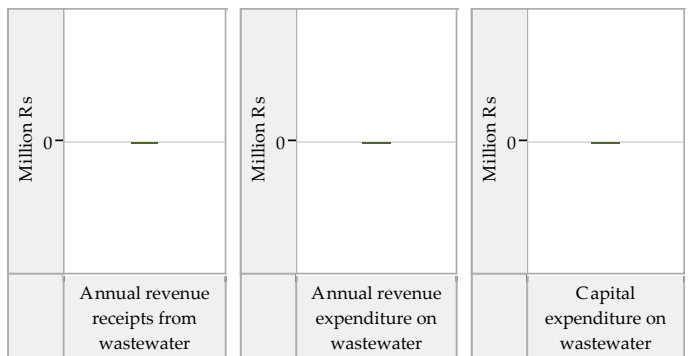 Million Rs
0
Annual revenue
receipts from
wastewater
Million Rs
0
Annual revenue
expenditure on
wastewater
Million Rs
0
Capital
expenditure on
wastewater